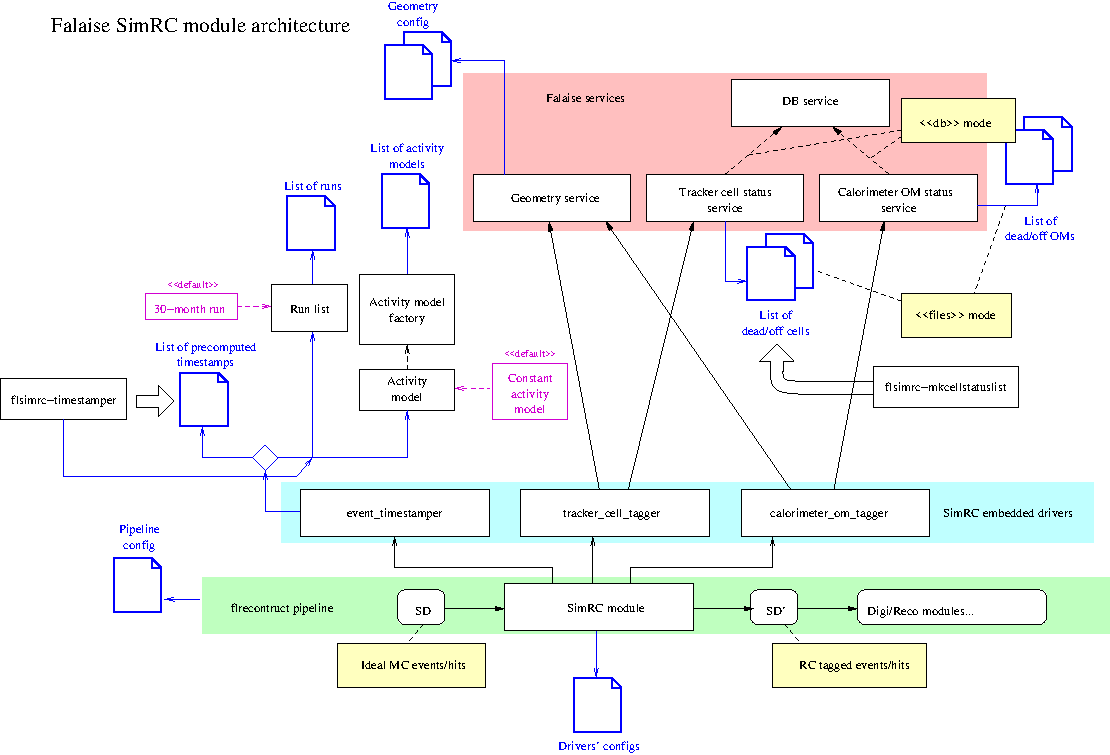 Falaise SimRC module architecture
Geometry
config
Falaise services
DB service
<<db>> mode
List of activity
models
List of runs
Geometry service
Tracker cell status
service
Calorimeter OM status
service
List of
dead/off OMs
<<default>>
30-month run
Run list
Activity model
factory
List of
dead/off cells
<<files>> mode
List of precomputed
timestamps
<<default>>
Constant
activity
model
Activity
model
flsimrc-timestamper
flsimrc-mkcellstatuslist
event_timestamper
tracker_cell_tagger
calorimeter_om_tagger
SimRC embedded drivers
Pipeline
config
flreconstruct pipeline
SD
SimRC module
SD'
Digi/Reco modules...
Ideal MC events/hits
RC tagged events/hits
Drivers' configs